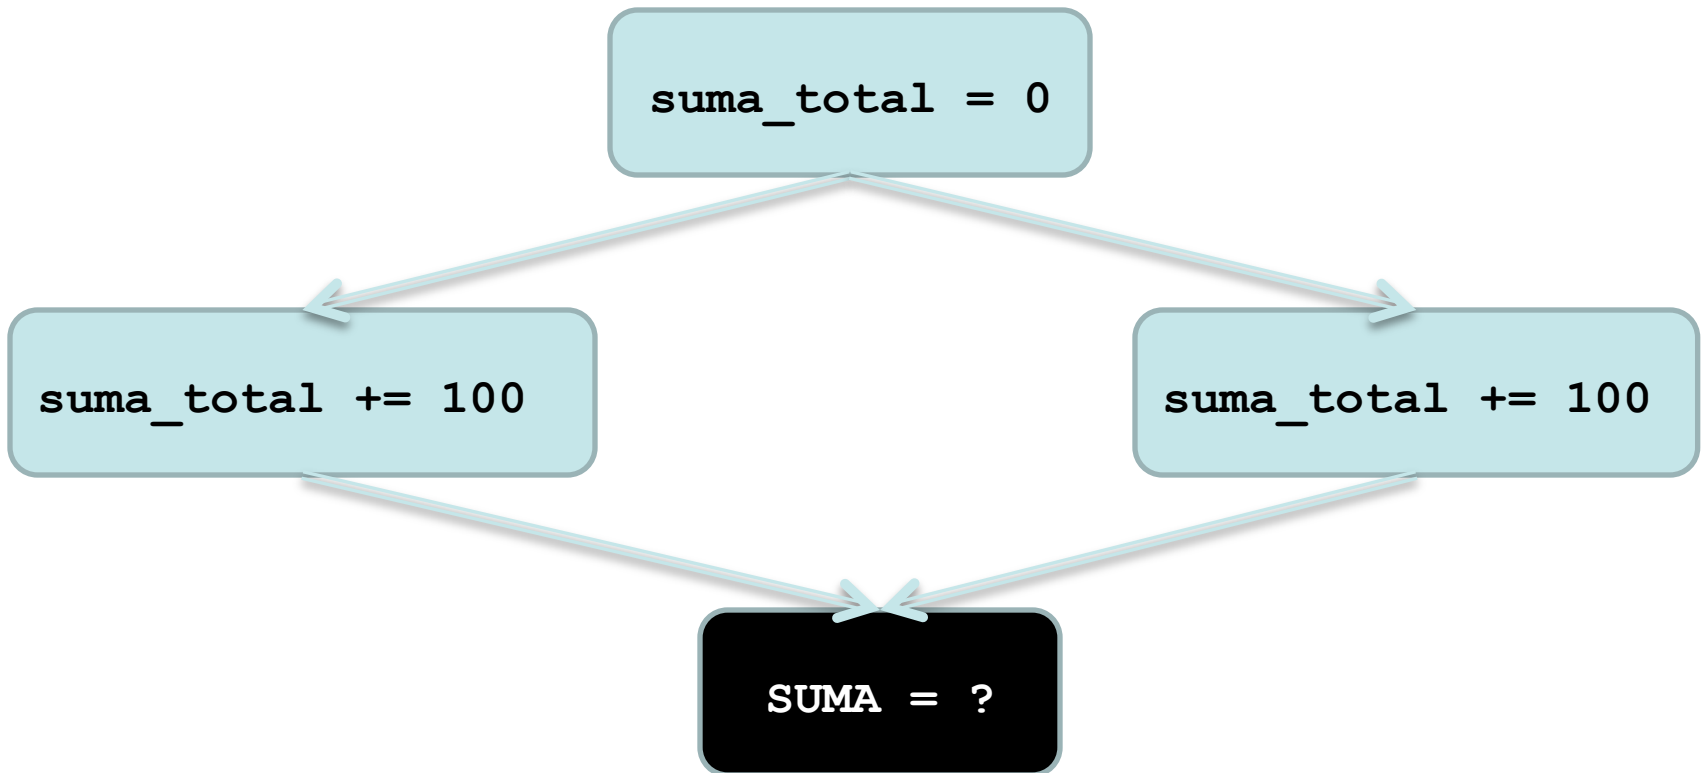 suma_total = 0
suma_total += 100
suma_total += 100
SUMA = ?